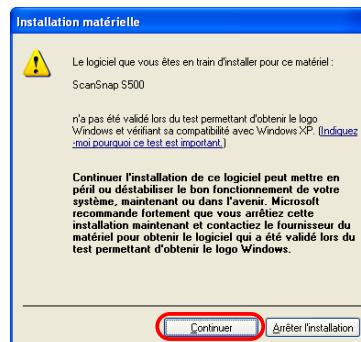 Installation matérielle
Le logiciel que vous êtes en train d'installer pour ce matériel :
ScanSnap S500
n'a pas été validé lors du test permettant d'obtenir le logo
Windows et vérifiant sa compatibilité avec Windows XP. (Indiquez
-moi pourquoi ce test est important.)
Continuer l'installation de ce logiciel peut mettre en
péril ou déstabiliser le bon fonctionnement de votre
système, maintenant ou dans l'avenir. Microsoft
recommande fortement que vous arrêtiez cette
installation maintenant et contactiez le fournisseur du
matériel pour obtenir le logiciel qui a été validé lors du
test permettant d'obtenir le logo Windows.
Continuer Arrêter l'installation